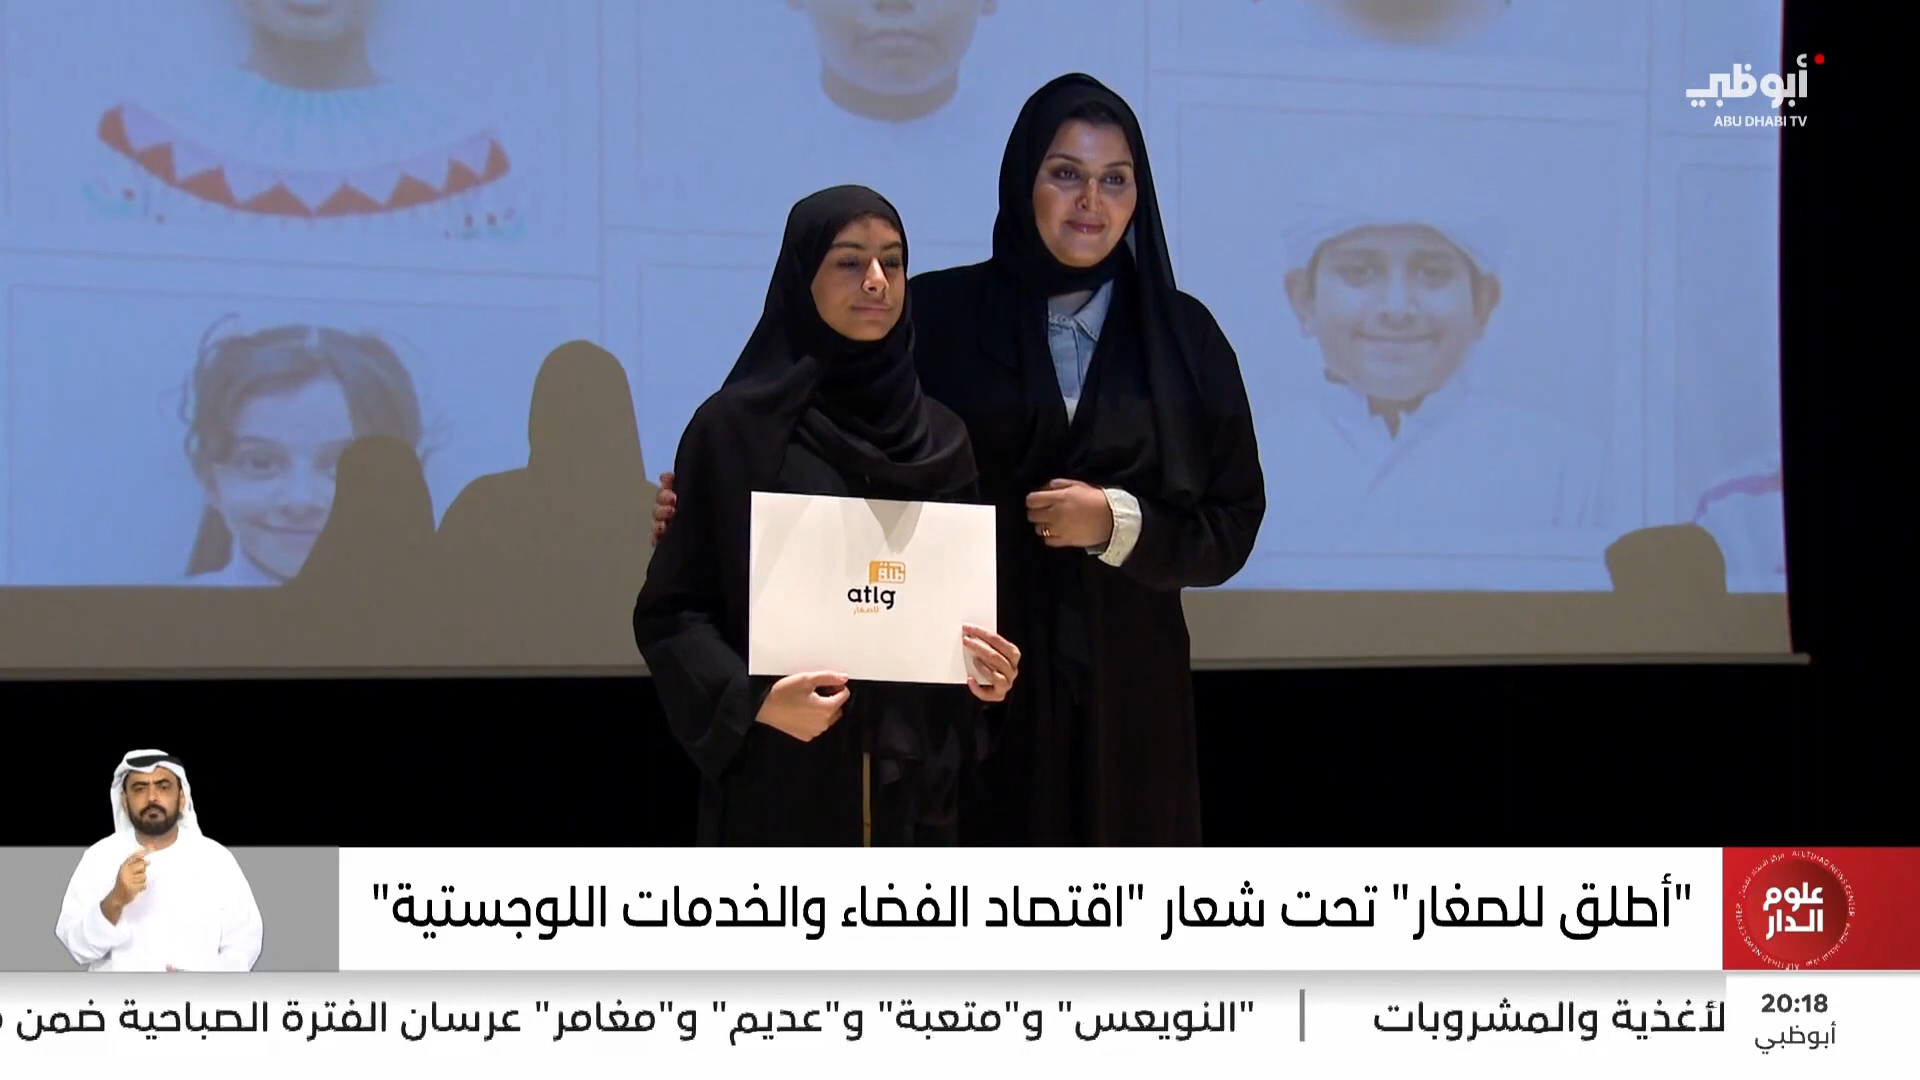 أبوظبي
ABU DHABI TV
atlq
للصغار
"أطلق للصغار" تحت شعار "اقتصاد الفضاء والخدمات اللوجستية"
علوم
الدار
لأغذية والمشروبات | "النويعس" و"متعبة" و"عديم" و"مغامر" عرسان الفترة الصباحية ضمن
20:18
أبوظبي